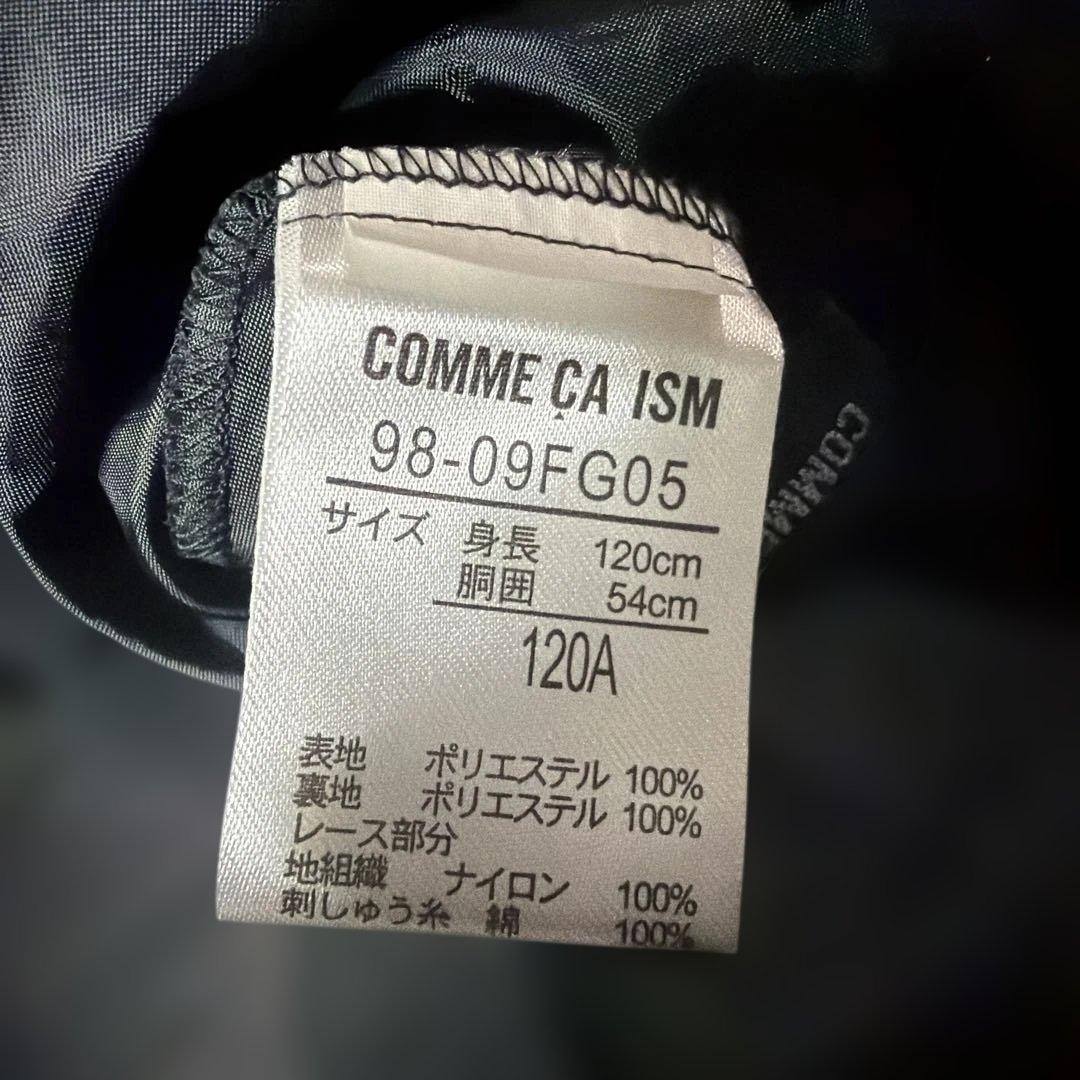 COMME ÇA ISM
98-09FG05
サイズ 身長 120cm
胴囲 54cm
120A
表地 ポリエステル 100%
裏地 ポリエステル 100%
レース部分
地組織 ナイロン 100%
刺しゅう糸 綿 100%